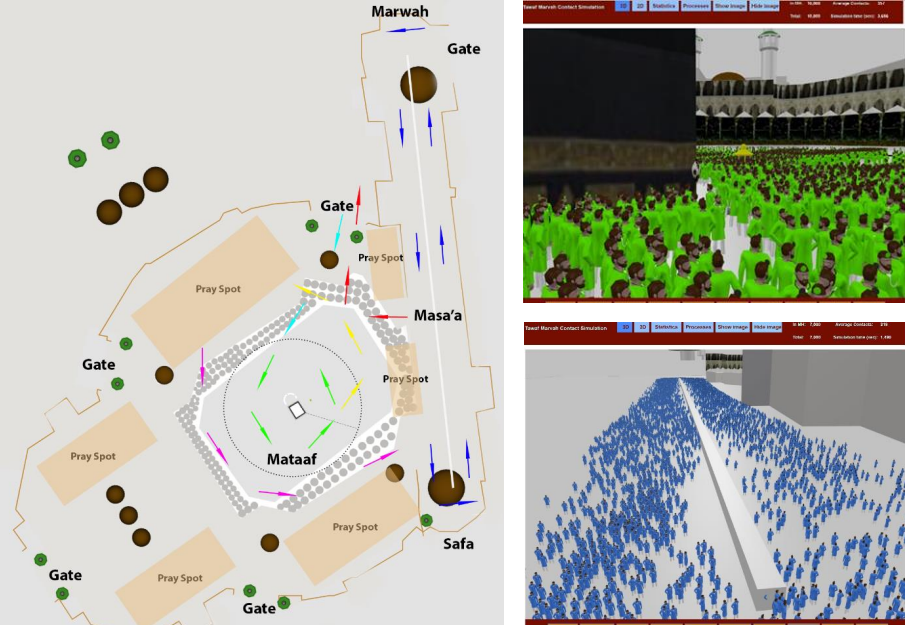 Marwah
Gate
Gate
Pray Spot
Pray Spot
Masa'a
Gate
Pray Spot
Mataaf
Pray Spot
Pray Spot
Safa
Gate
Pray Spot
Gate
Tawaf Marwah Contact Simulation
3D
2D
Statistics
Processes
Show Image
Hide Image
Average Contacts:
Total:
Simulation time (sec):
Tawaf Marwah Contact Simulation
3D
2D
Statistics
Processes
Show image
Hide image
Average Contacts:
Total:
Simulation time (sec):